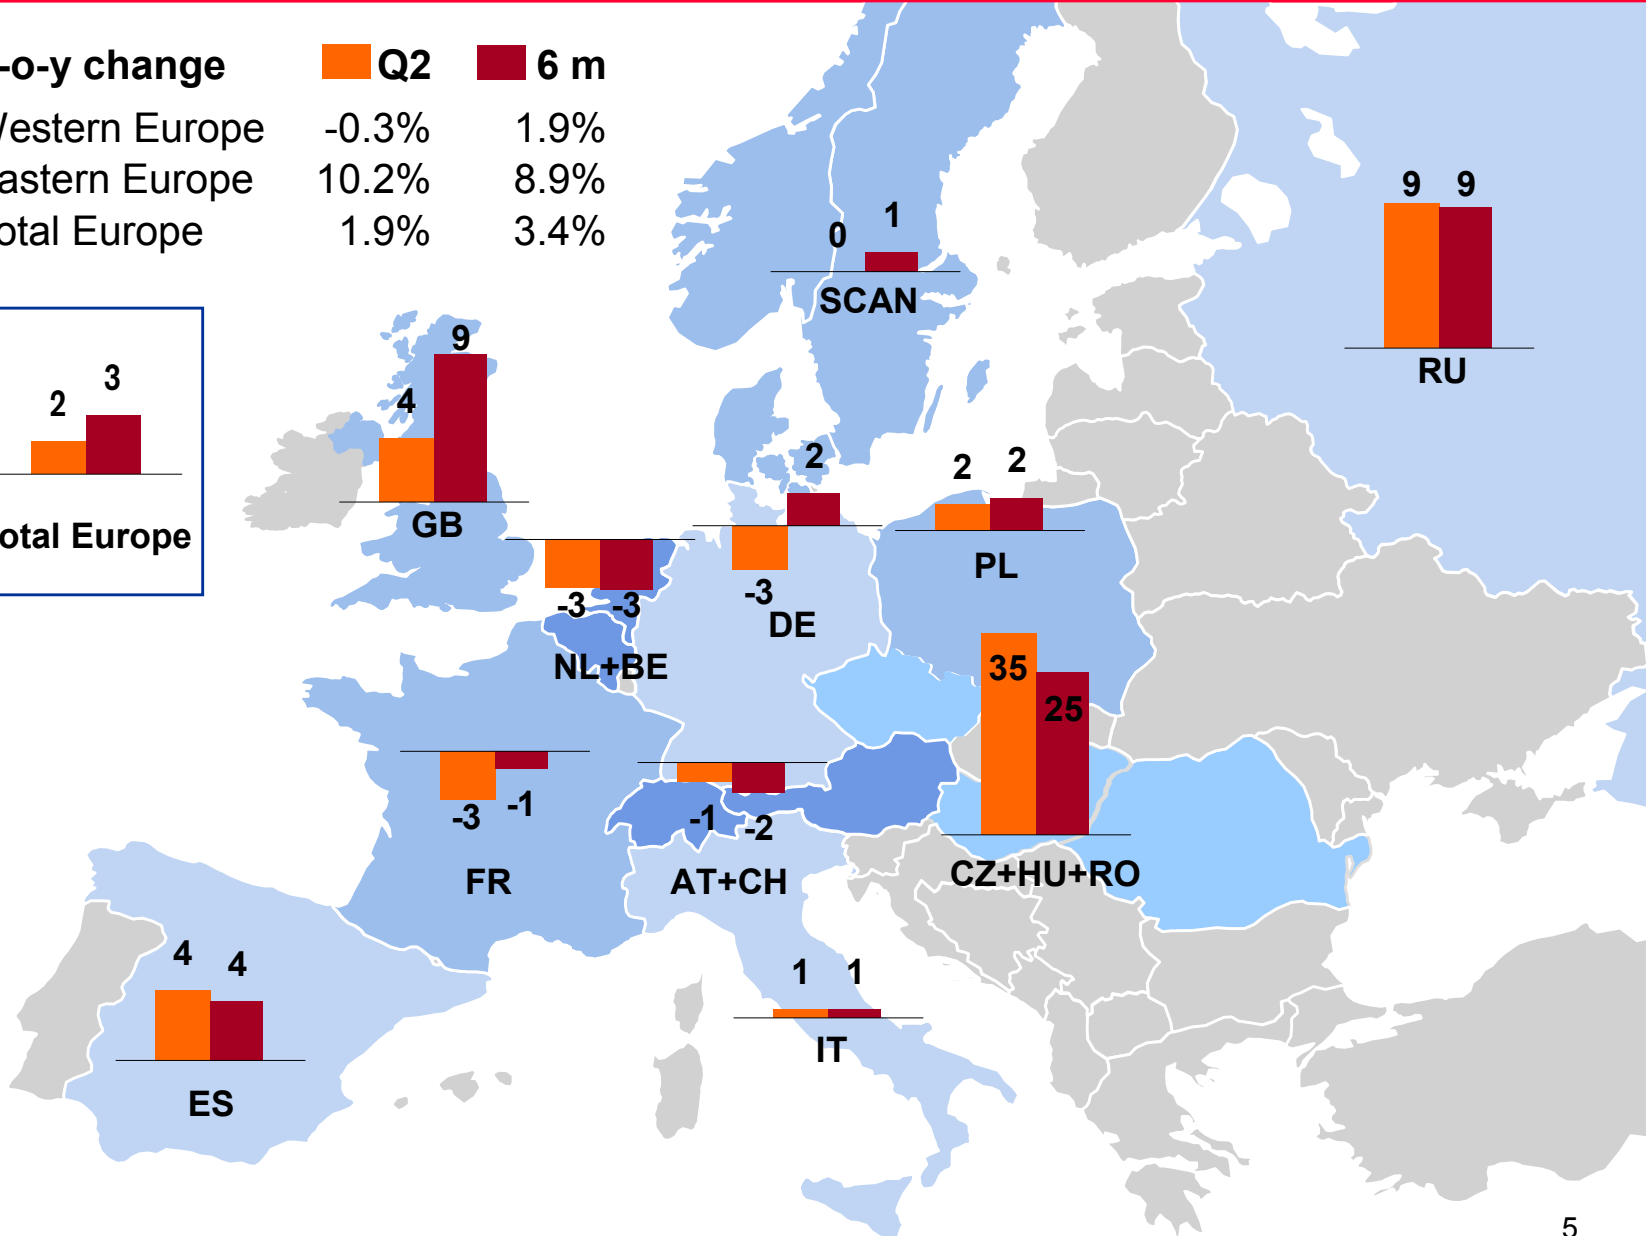 -o-y change Q2 6 m
Western Europe -0.3% 1.9%
astern Europe 10.2% 8.9%
otal Europe 1.9% 3.4%
2 3
otal Europe
0 1
SCAN
9 9
RU
4 9
GB
-3 2
DE
2 2
PL
-3 -3
NL+BE
35 25
CZ+HU+RO
-3 -1
FR
-1 -2
AT+CH
4 4
ES
1 1
IT
5